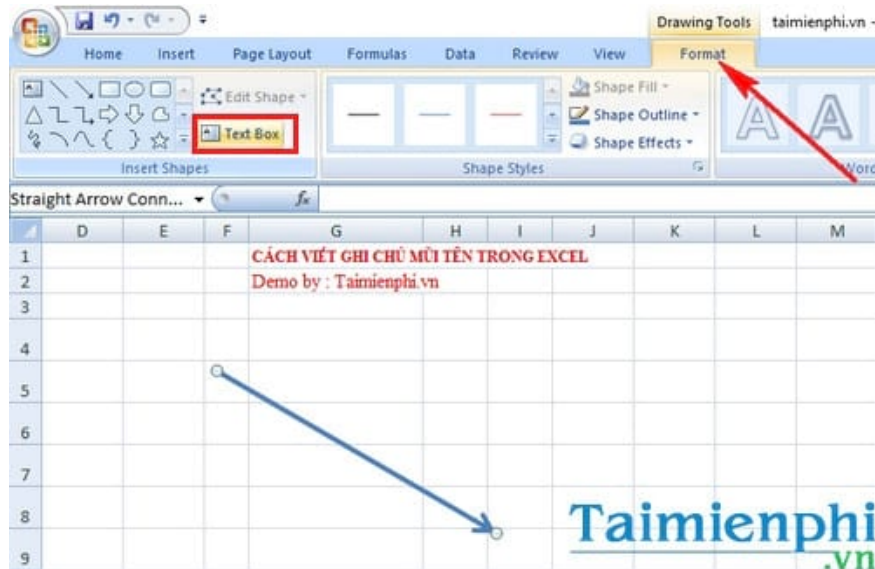 Drawing Tools taimienphi.vn -
Home Insert Page Layout Formulas Data Review View Format
Edit Shape
Text Box
Shape Fill
Shape Outline
Shape Effects
A A
Insert Shapes Shape Styles
Straight Arrow Conn... fx
D E F G H I J K L M
1 CÁCH VIẾT GHI CHÚ MŨI TÊN TRONG EXCEL
2 Demo by : Taimienphi.vn
3
4
5
6
7
8
9
Taimienphi
.vn